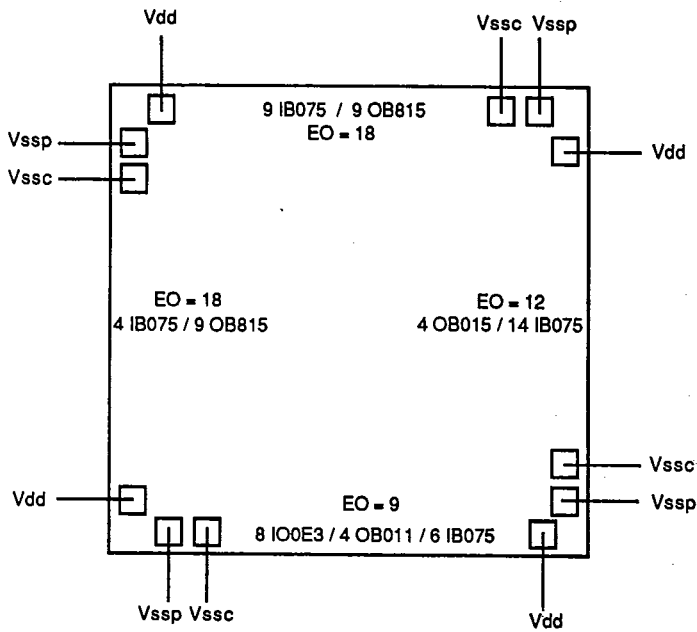 Vdd
Vssc Vssp
9 IB075 / 9 OB815
EO = 18
Vssp
Vdd
Vssc
EO = 18
4 IB075 / 9 OB815
EO = 12
4 OB015 / 14 IB075
Vssc
Vdd
Vssp
EO = 9
8 IO0E3 / 4 OB011 / 6 IB075
Vssp Vssc
Vdd